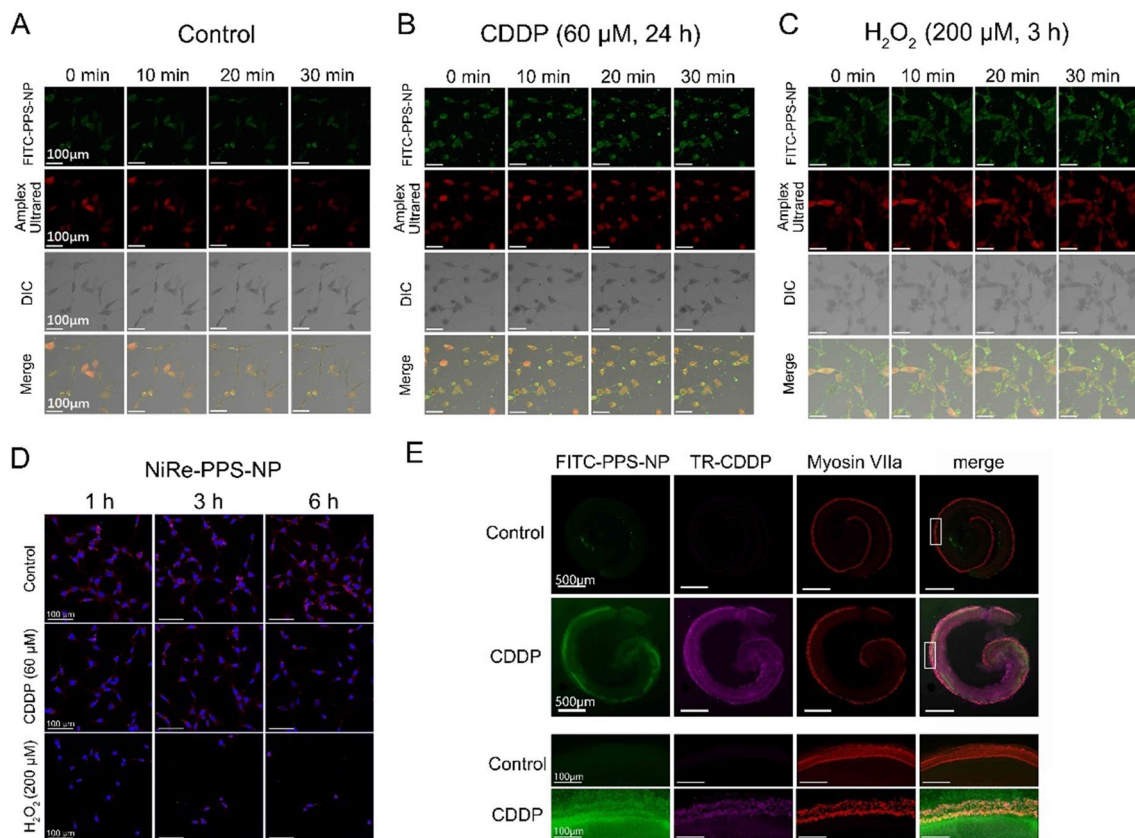 A
Control
0 min 10 min 20 min 30 min
FITC-PPS-NP
100μm
Amplex
Ultrared
100μm
DIC
100μm
Merge
100μm
B
CDDP (60 μM, 24 h)
0 min 10 min 20 min 30 min
FITC-PPS-NP
Amplex
Ultrared
DIC
Merge
C
H₂O₂ (200 μM, 3 h)
0 min 10 min 20 min 30 min
FITC-PPS-NP
Amplex
Ultrared
DIC
Merge
D
NiRe-PPS-NP
1 h 3 h 6 h
Control
100 μm
CDDP (60 μM)
100 μm
H₂O₂ (200 μM)
100 μm
E
FITC-PPS-NP TR-CDDP Myosin VIIa merge
Control
500μm
CDDP
500μm
Control
100μm
CDDP
100μm